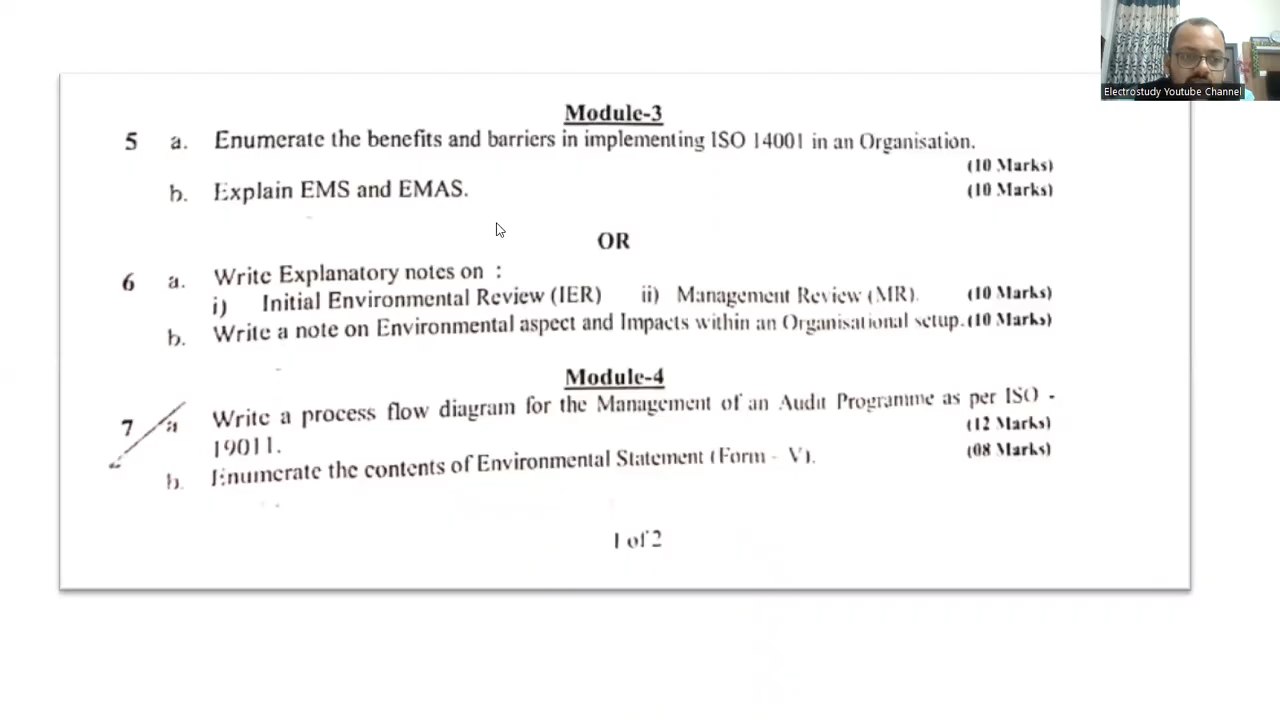 Electrostudy Youtube Channel
Module-3
5 a. Enumerate the benefits and barriers in implementing ISO 14001 in an Organisation.
(10 Marks)
b. Explain EMS and EMAS. (10 Marks)
OR
6 a. Write Explanatory notes on :
i) Initial Environmental Review (IER) ii) Management Review (MR). (10 Marks)
b. Write a note on Environmental aspect and Impacts within an Organisational setup. (10 Marks)
Module-4
7 a Write a process flow diagram for the Management of an Audit Programme as per ISO -
19011. (12 Marks)
b. Enumerate the contents of Environmental Statement (Form - V). (08 Marks)
1 of 2